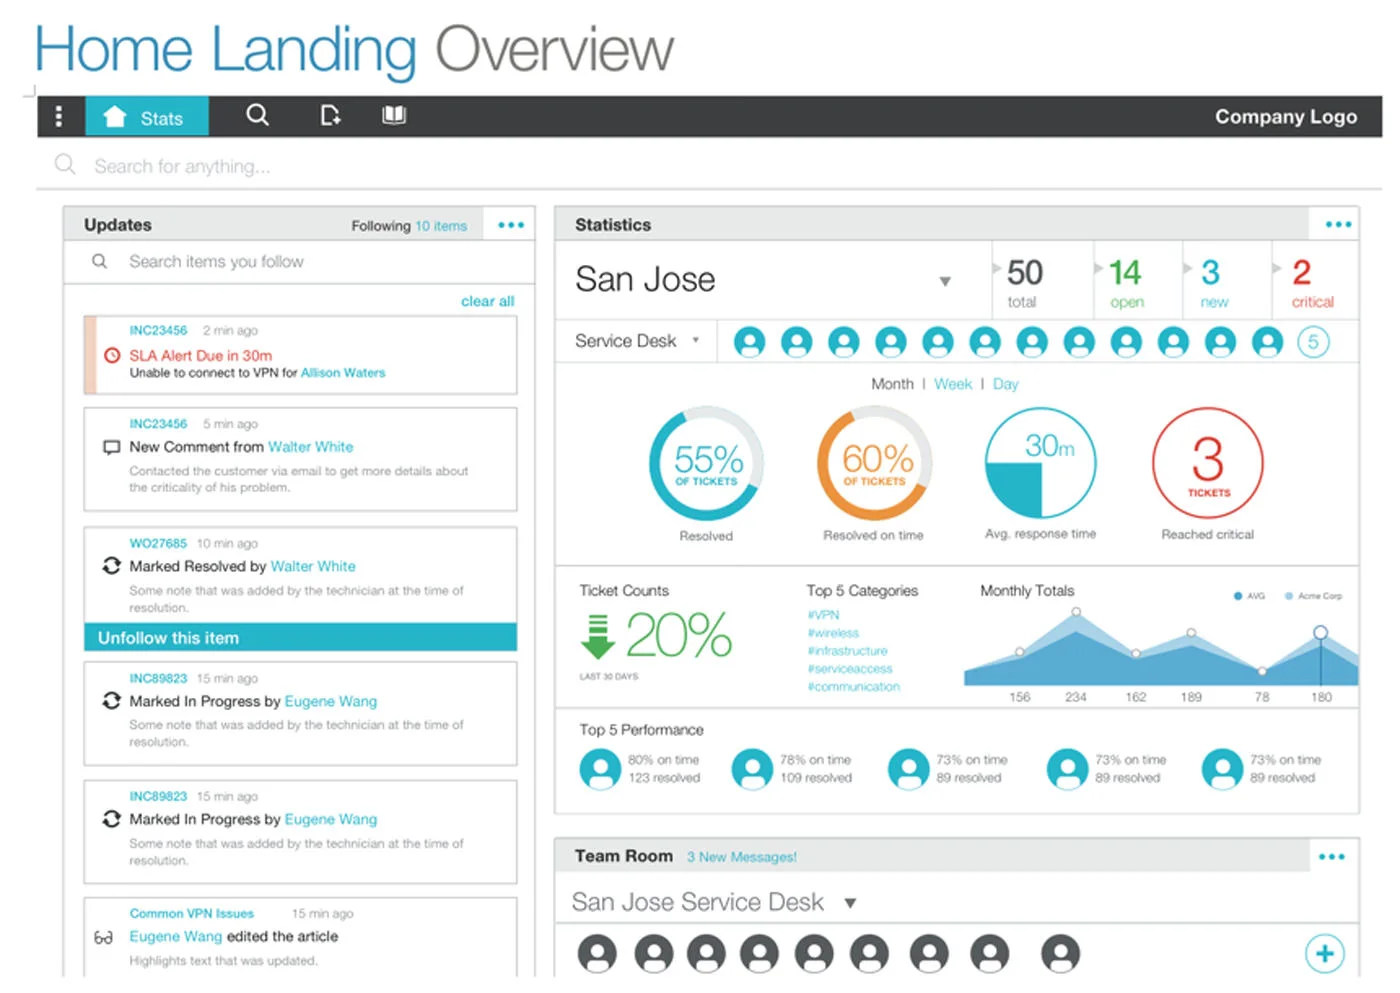 Home Landing Overview
Stats
Company Logo
Search for anything...
Updates
Following 10 items
Search items you follow
clear all
INC23456 2 min ago
SLA Alert Due in 30m
Unable to connect to VPN for Allison Waters
INC23456 5 min ago
New Comment from Walter White
Contacted the customer via email to get more details about
the criticality of his problem.
WO27685 10 min ago
Marked Resolved by Walter White
Some note that was added by the technician at the time of
resolution.
Unfollow this item
INC89823 15 min ago
Marked In Progress by Eugene Wang
Some note that was added by the technician at the time of
resolution.
INC89823 15 min ago
Marked In Progress by Eugene Wang
Some note that was added by the technician at the time of
resolution.
Common VPN Issues 15 min ago
Eugene Wang edited the article
Highlights text that was updated.
Statistics
San Jose
50
total
14
open
3
new
2
critical
Service Desk
5
Month | Week | Day
55%
OF TICKETS
Resolved
60%
OF TICKETS
Resolved on time
30m
Avg. response time
3
TICKETS
Reached critical
Ticket Counts
20%
LAST 30 DAYS
Top 5 Categories
#VPN
#wireless
#infrastructure
#serviceaccess
#communication
Monthly Totals
AVG Acme Corp
156 234 162 189 78 180
Top 5 Performance
80% on time
123 resolved
78% on time
109 resolved
73% on time
89 resolved
73% on time
89 resolved
73% on time
89 resolved
Team Room 3 New Messages!
San Jose Service Desk